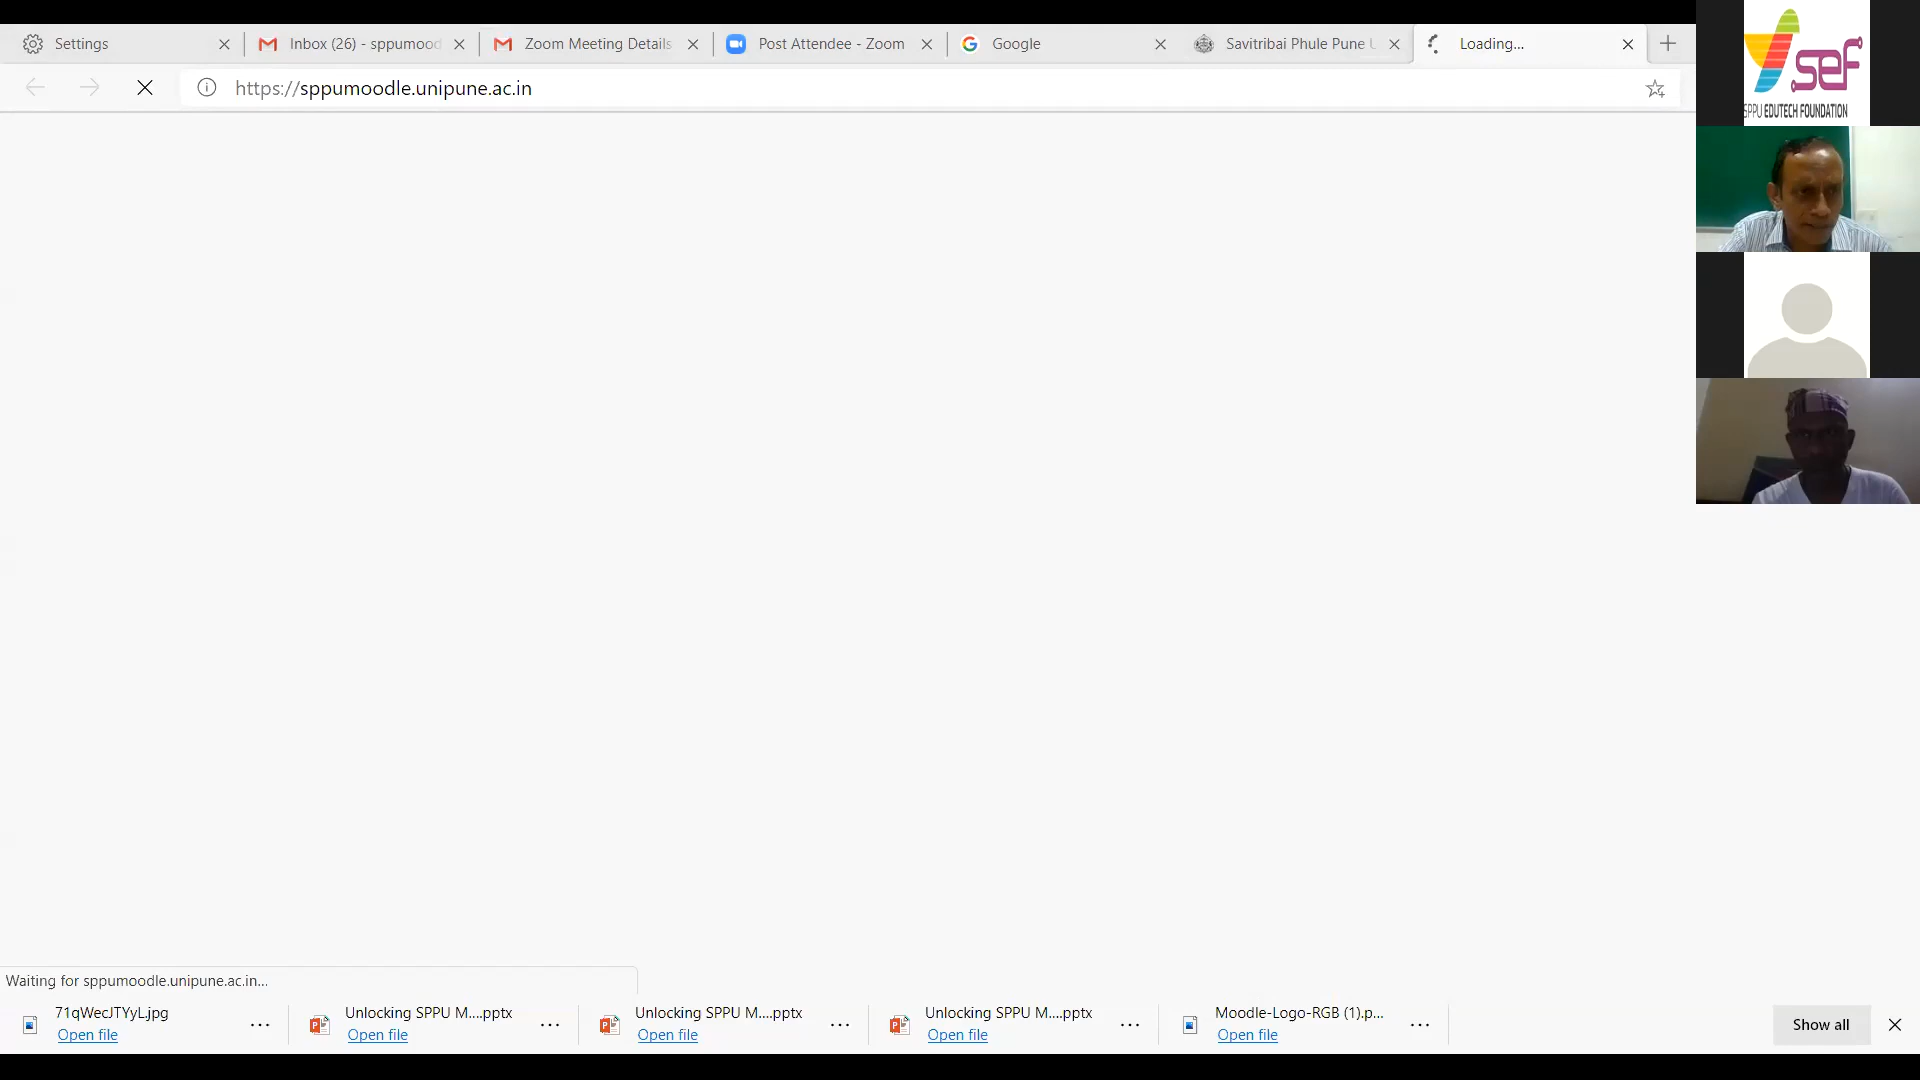 Settings
Inbox (26) - sppumood
Zoom Meeting Details
Post Attendee - Zoom
Google
Savitribai Phule Pune U
Loading...
https://sppumoodle.unipune.ac.in
sef
SPPU EDUTECH FOUNDATION
Waiting for sppumoodle.unipune.ac.in...
71qWecJTYyL.jpg
Open file
Unlocking SPPU M....pptx
Open file
Unlocking SPPU M....pptx
Open file
Unlocking SPPU M....pptx
Open file
Moodle-Logo-RGB (1).p...
Open file
Show all